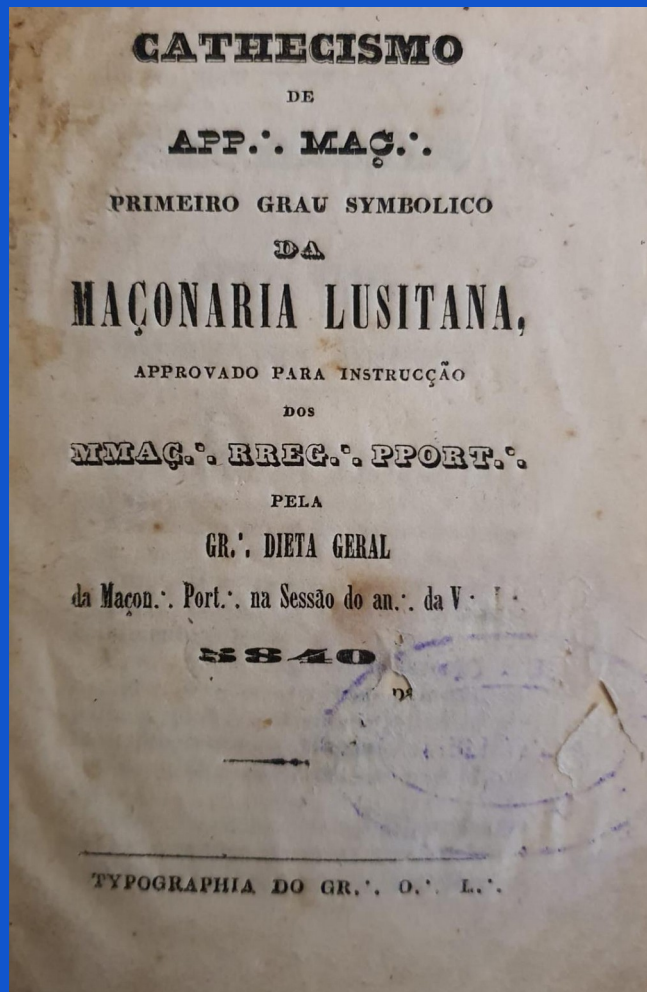 CATHECISMO
DE
APP.·. MAÇ.·.
PRIMEIRO GRAU SYMBOLICO
DA
MAÇONARIA LUSITANA,
APPROVADO PARA INSTRUCÇÃO
DOS
MMAÇ.·. RREG.·. PPORT.·.
PELA
GR.·. DIETA GERAL
da Maçon.·. Port.·. na Sessão do an.·. da V
5840
TYPOGRAPHIA DO GR.·. O.·. L.·.